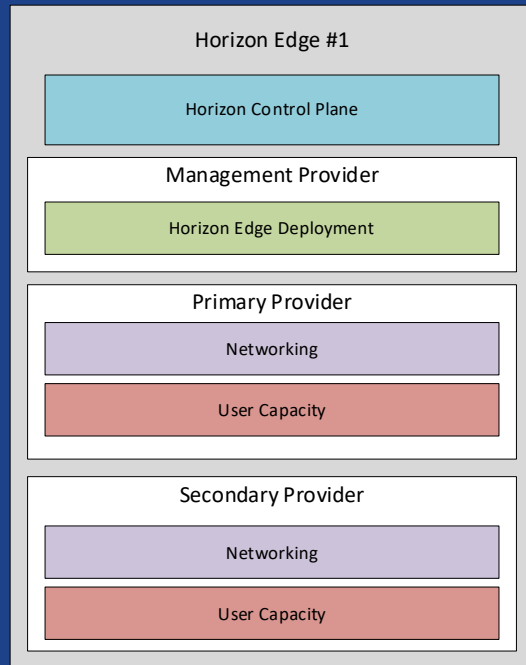 Horizon Edge #1
Horizon Control Plane
Management Provider
Horizon Edge Deployment
Primary Provider
Networking
User Capacity
Secondary Provider
Networking
User Capacity